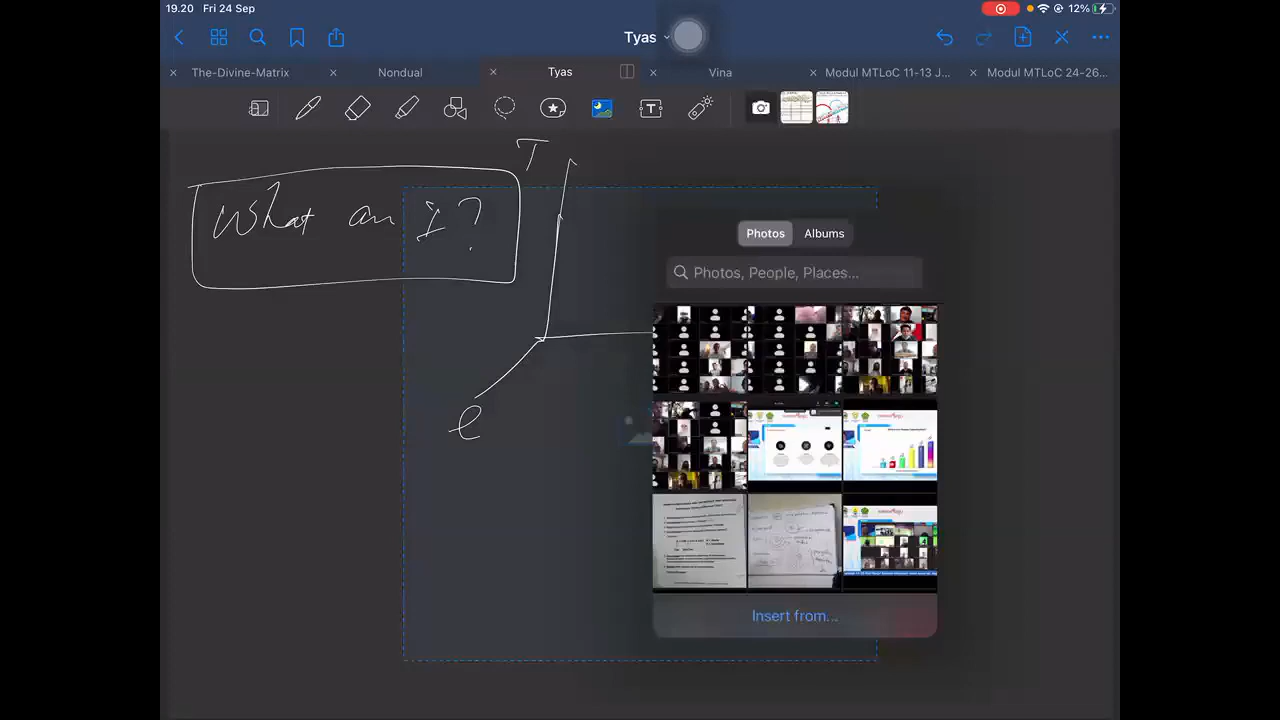 19.20 Fri 24 Sep
12%
Tyas
The-Divine-Matrix
Nondual
Tyas
Vina
Modul MTLoC 11-13 J...
Modul MTLoC 24-26...
T
What am I?
e
Photos
Albums
Photos, People, Places...
Insert from...